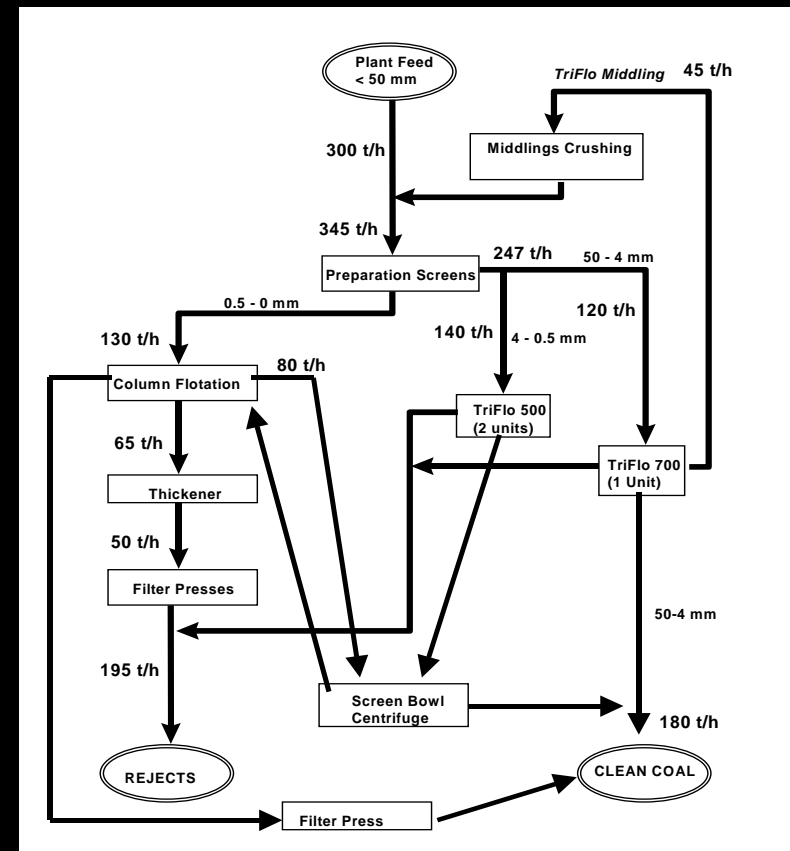 Plant Feed
< 50 mm
TriFlo Middling
45 t/h
300 t/h
Middlings Crushing
345 t/h
247 t/h
50 - 4 mm
Preparation Screens
0.5 - 0 mm
120 t/h
130 t/h
140 t/h
4 - 0.5 mm
80 t/h
Column Flotation
TriFlo 500
(2 units)
65 t/h
TriFlo 700
(1 Unit)
Thickener
50 t/h
Filter Presses
50-4 mm
195 t/h
Screen Bowl
Centrifuge
180 t/h
REJECTS
CLEAN COAL
Filter Press